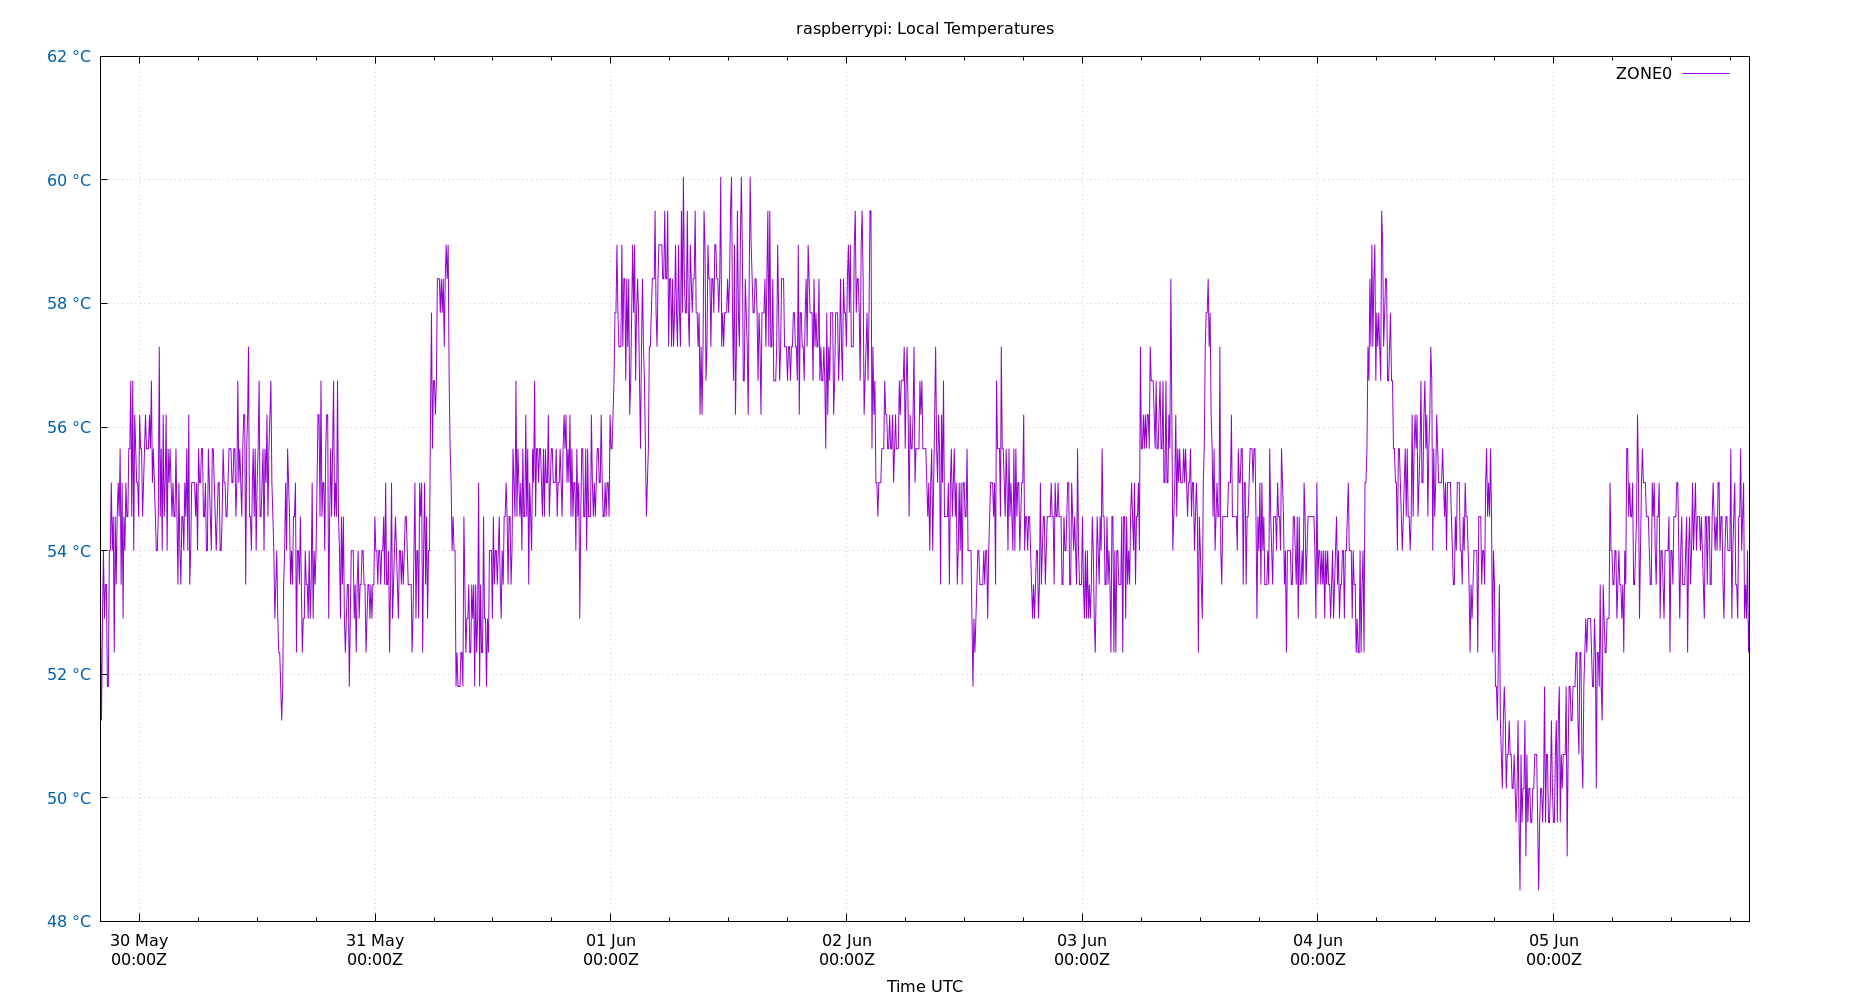 raspberrypi: Local Temperatures
62 °C
ZONE0
60 °C
58 °C
56 °C
54 °C
52 °C
50 °C
48 °C
30 May 31 May 01 Jun 02 Jun 03 Jun 04 Jun 05 Jun
00:00Z 00:00Z 00:00Z 00:00Z 00:00Z 00:00Z 00:00Z
Time UTC